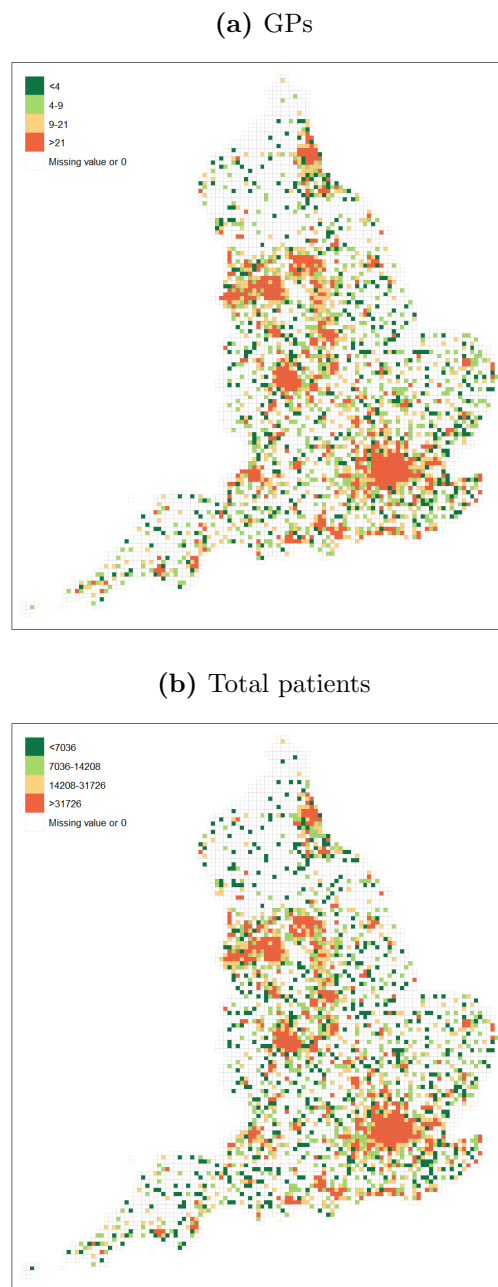 (a) GPs
<4
4-9
9-21
>21
Missing value or 0
(b) Total patients
<7036
7036-14208
14208-31726
>31726
Missing value or 0